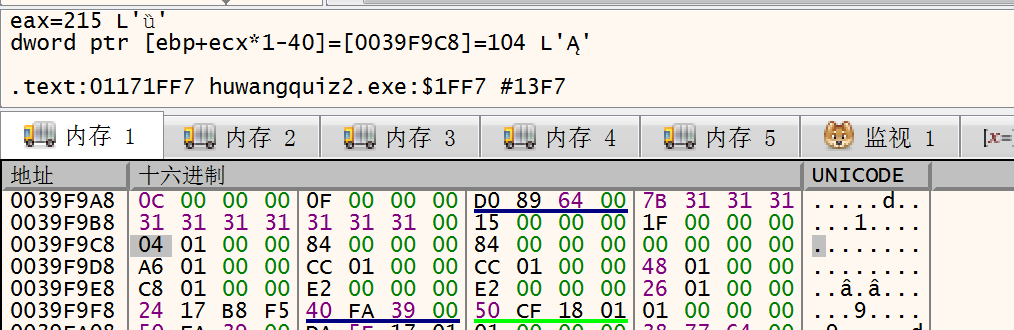 eax=215 L'ȕ'
dword ptr [ebp+ecx*1-40]=[0039F9C8]=104 L'Ą'
.text:01171FF7 huwangquiz2.exe:$1FF7 #13F7
内存 1 内存 2 内存 3 内存 4 内存 5 监视 1 [x=]
地址 十六进制 UNICODE
0039F9A8 0C 00 00 00 0F 00 00 00 D0 89 64 00 7B 31 31 31 .....d..
0039F9B8 31 31 31 31 31 31 31 00 15 00 00 00 1F 00 00 00 ...1....
0039F9C8 04 01 00 00 84 00 00 00 84 00 00 00 00 00 00 00 ........
0039F9D8 A6 01 00 00 CC 01 00 00 CC 01 00 00 48 01 00 00 ........
0039F9E8 C8 01 00 00 E2 00 00 00 E2 00 00 00 26 01 00 00 ..â.â...
0039F9F8 24 17 B8 F5 40 FA 39 00 50 CF 18 01 01 00 00 00 ...9....